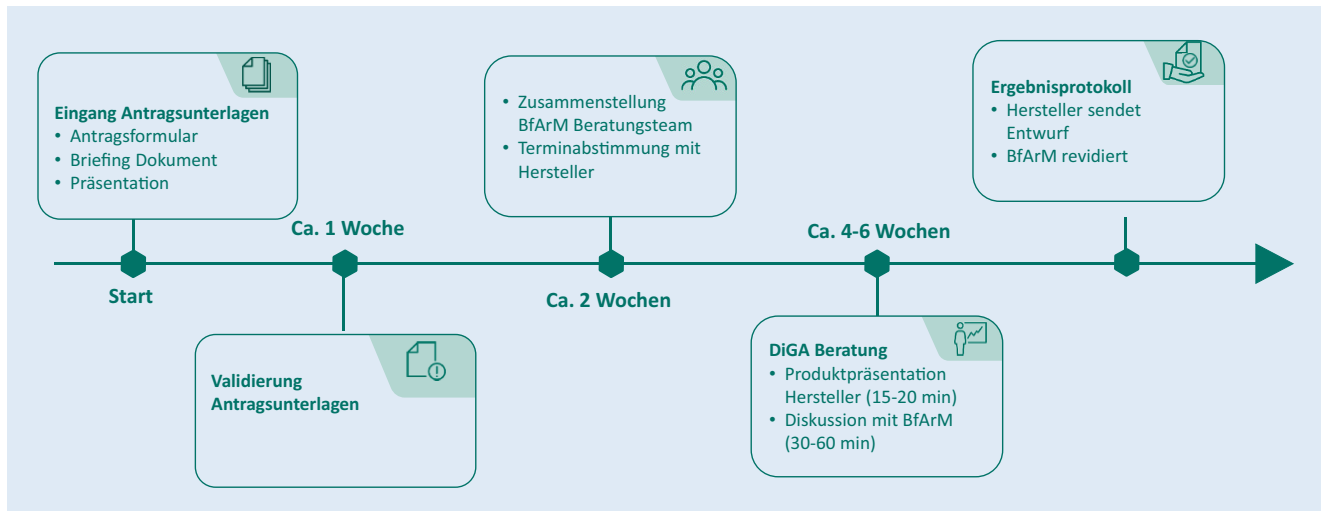 Eingang Antragsunterlagen
• Antragsformular
• Briefing Dokument
• Präsentation
Start
Ca. 1 Woche
Validierung
Antragsunterlagen
• Zusammenstellung
BfArM Beratungsteam
• Terminabstimmung mit
Hersteller
Ca. 2 Wochen
Ca. 4-6 Wochen
DiGA Beratung
• Produktpräsentation
Hersteller (15-20 min)
• Diskussion mit BfArM
(30-60 min)
Ergebnisprotokoll
• Hersteller sendet
Entwurf
• BfArM revidiert